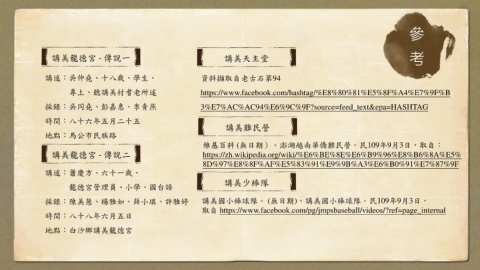 參考
講美龍德宮-傳說一
講述：吳仲堯、十八歲、學生、
專上、聽講美村耆老所述
採錄：吳同堯、彭嘉惠、李青燕
時間：八十六年五月二十五
地點：馬公市民族路
講美龍德宮-傳說二
講述：首慶方、六十一歲、
龍德宮管理員、小學、國台語
採錄：陳美慧、楊雅如、薛小琪、許雅婷
時間：八十八年六月五日
地點：白沙鄉講美龍德宮
講美天主堂
資料擷取自老古石第94
https://www.facebook.com/hashtag/%E8%80%81%E5%8F%A4%E7%9F%B
3%E7%AC%AC94%E6%9C%9F?source=feed_text&epa=HASHTAG
講美難民營
維基百科(無日期)。澎湖越南華僑難民營。民109年9月3日，取自：
https://zh.wikipedia.org/wiki/%E6%BE%8E%E6%B9%96%E8%B6%8A%E5%
8D%97%E8%8F%AF%E5%83%91%E9%9B%A3%E6%B0%91%E7%87%9F
講美少棒隊
講美國小棒球隊。(無日期)。講美國小棒球隊。民109年9月3日，
取自 https://www.facebook.com/pg/jmpsbaseball/videos/?ref=page_internal